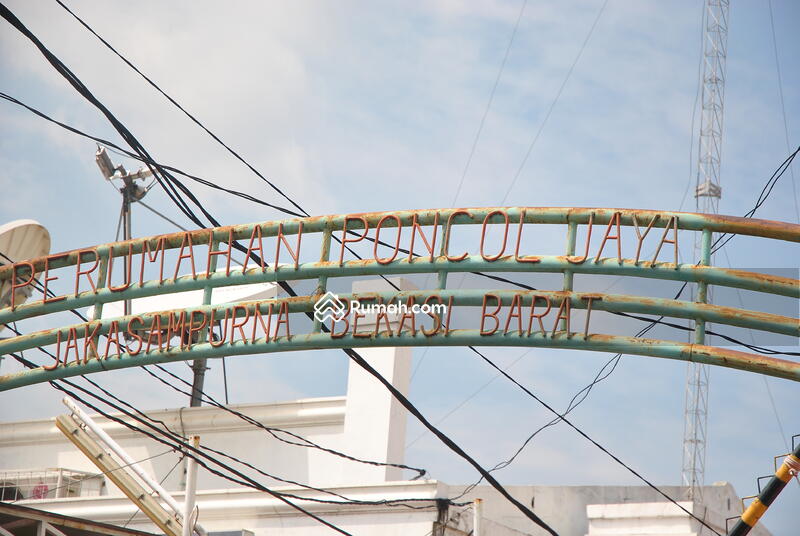 PERUMAHAN PONCOL JAYA
JAKASAMPURNA BEKASI BARAT
Rumah.com